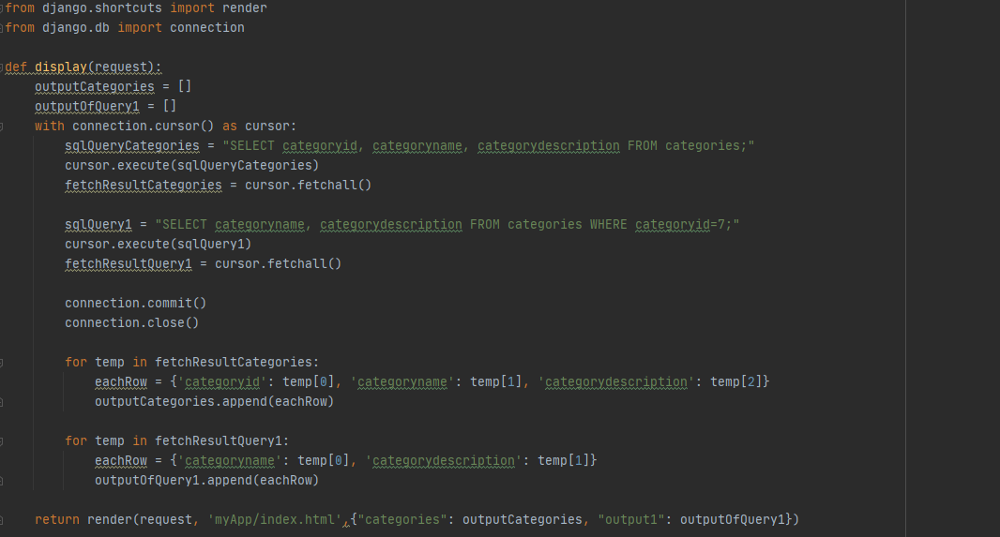 from django.shortcuts import render
from django.db import connection
def display(request):
outputCategories = []
outputOfQuery1 = []
with connection.cursor() as cursor:
sqlQueryCategories = "SELECT categoryid, categoryname, categorydescription FROM categories;"
cursor.execute(sqlQueryCategories)
fetchResultCategories = cursor.fetchall()
sqlQuery1 = "SELECT categoryname, categorydescription FROM categories WHERE categoryid=7;"
cursor.execute(sqlQuery1)
fetchResultQuery1 = cursor.fetchall()
connection.commit()
connection.close()
for temp in fetchResultCategories:
eachRow = {'categoryid': temp[0], 'categoryname': temp[1], 'categorydescription': temp[2]}
outputCategories.append(eachRow)
for temp in fetchResultQuery1:
eachRow = {'categoryname': temp[0], 'categorydescription': temp[1]}
outputOfQuery1.append(eachRow)
return render(request, 'myApp/index.html',{"categories": outputCategories, "output1": outputOfQuery1})